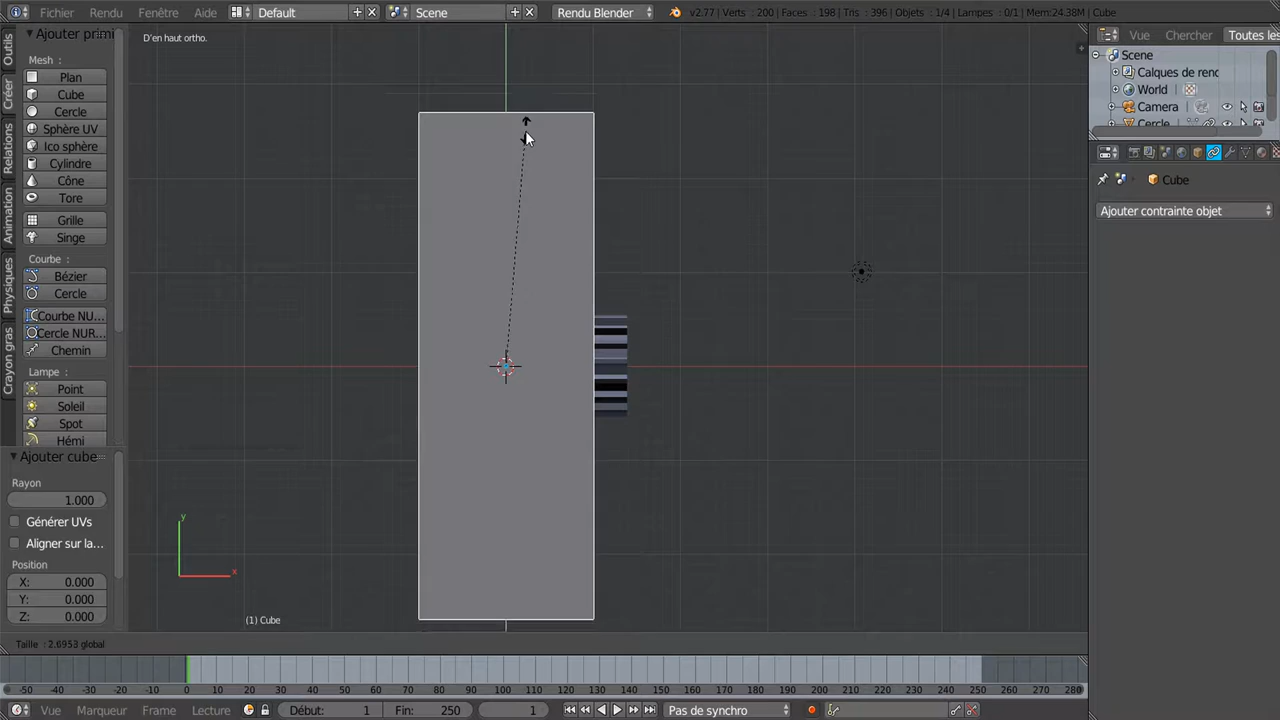 Rendu Fenêtre Aide Default Scene Rendu Blender v2.77 | Verts : 200 | Faces : 198 | Tris : 396 | Objets : 1/4 | Lampes : 0/1 | Mem:24.38M | Cube
Ajouter primi
D'en haut ortho.
Vue Chercher Toutes les
Scene
Calques de renc
World
Camera
Cercle
Cube
Ajouter contrainte objet
Outils
Créer
Relations
Animation
Physiques
Crayon gras
Mesh :
Plan
Cube
Cercle
Sphère UV
Ico sphère
Cylindre
Cône
Tore
Grille
Singe
Courbe :
Bézier
Cercle
Courbe NU...
Cercle NUR...
Chemin
Lampe :
Point
Soleil
Spot
Hémi
Ajouter cube
Rayon
1.000
Générer UVs
Aligner sur la...
Position
X: 0.000
Y: 0.000
Z: 0.000
y
x
(1) Cube
Taille : 2.6953 global
-50 -40 -30 -20 -10 0 10 20 30 40 50 60 70 80 90 100 110 120 130 140 150 160 170 180 190 200 210 220 230 240 250 260 270 280
Vue Marqueur Frame Lecture Début: 1 Fin: 250 1 Pas de synchro